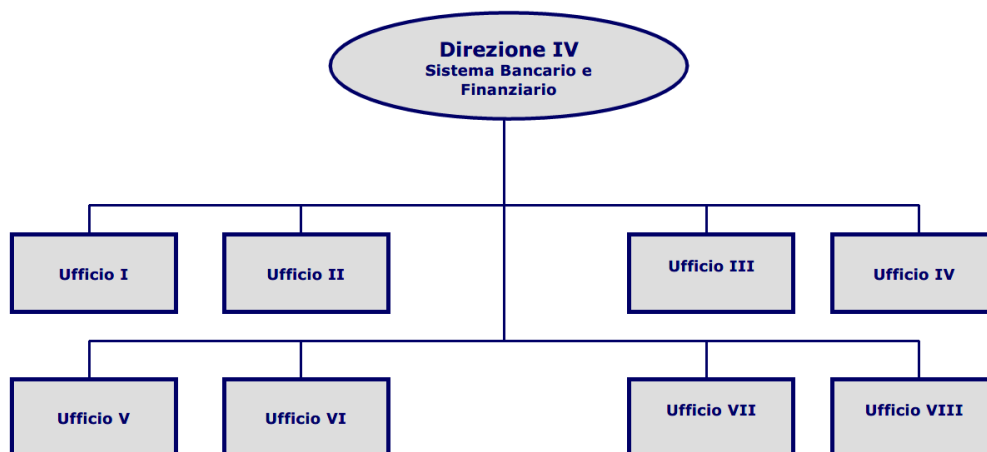 Direzione IV
Sistema Bancario e
Finanziario
Ufficio I
Ufficio II
Ufficio III
Ufficio IV
Ufficio V
Ufficio VI
Ufficio VII
Ufficio VIII